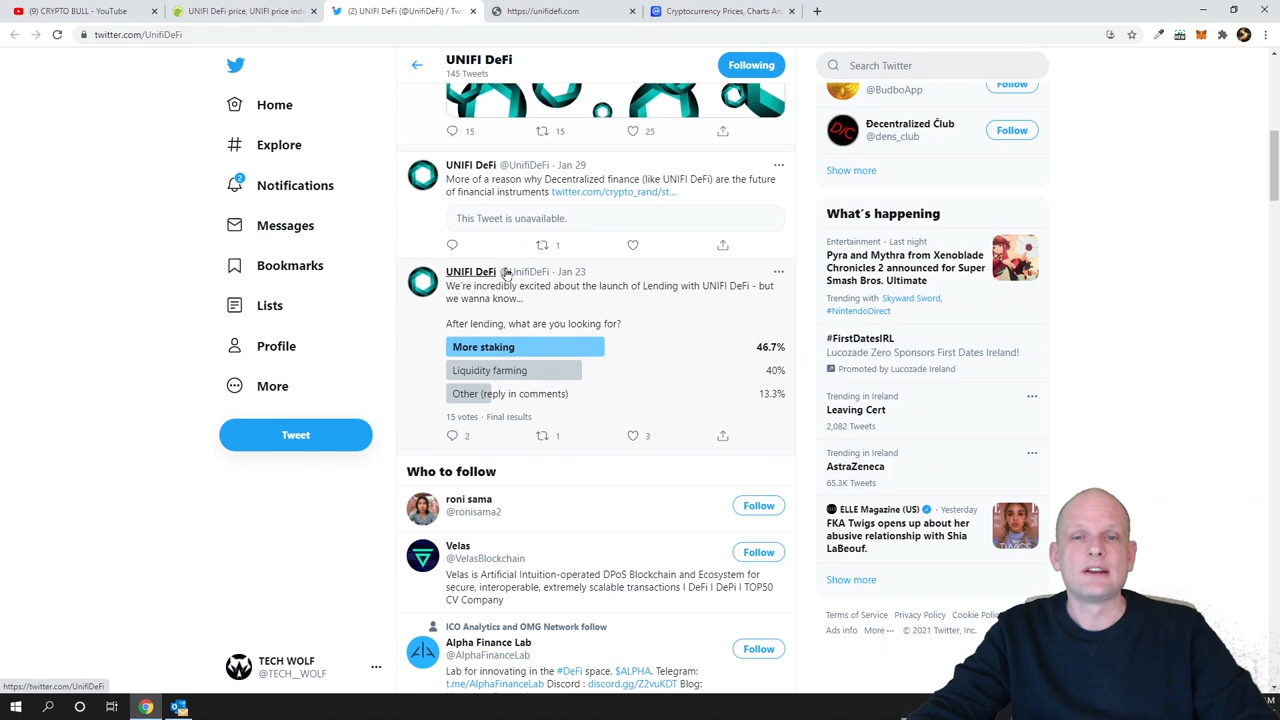 (9) CRYPTO BULL - YouTube
UNIFI DeFi price, UNIFI price inde
(2) UNIFI DeFi (@UnifiDeFi) / Twi
https://unifidefi.com
Cryptocurrency Prices, Charts An
twitter.com/UnifiDeFi
Home
Explore
2
Notifications
Messages
Bookmarks
Lists
Profile
More
Tweet
TECH WOLF
@TECH__WOLF
https://twitter.com/UnifiDeFi
UNIFI DeFi
145 Tweets
Following
15 15 25
UNIFI DeFi @UnifiDeFi · Jan 29
More of a reason why Decentralized finance (like UNIFI DeFi) are the future
of financial instruments twitter.com/crypto_rand/st...
This Tweet is unavailable.
1
UNIFI DeFi @UnifiDeFi · Jan 23
We're incredibly excited about the launch of Lending with UNIFI DeFi - but
we wanna know...
After lending, what are you looking for?
More staking 46.7%
Liquidity farming 40%
Other (reply in comments) 13.3%
15 votes · Final results
2 1 3
Who to follow
roni sama
@ronisama2
Follow
Velas
@VelasBlockchain
Follow
Velas is Artificial Intuition-operated DPoS Blockchain and Ecosystem for
secure, interoperable, extremely scalable transactions l DeFi l DePi l TOP50
CV Company
ICO Analytics and OMG Network follow
Alpha Finance Lab
@AlphaFinanceLab
Follow
Lab for innovating in the #DeFi space. $ALPHA. Telegram:
t.me/AlphaFinanceLab Discord : discord.gg/Z2vuKDT Blog:
Search Twitter
@BudboApp
Follow
Đecentralized Člub
@dens_club
Follow
Show more
What's happening
Entertainment · Last night
Pyra and Mythra from Xenoblade
Chronicles 2 announced for Super
Smash Bros. Ultimate
Trending with Skyward Sword,
#NintendoDirect
#FirstDatesIRL
Lucozade Zero Sponsors First Dates Ireland!
Promoted by Lucozade Ireland
Trending in Ireland
Leaving Cert
2,082 Tweets
Trending in Ireland
AstraZeneca
65.3K Tweets
ELLE Magazine (US) · Yesterday
FKA Twigs opens up about her
abusive relationship with Shia
LaBeouf.
Show more
Terms of Service Privacy Policy Cookie
Ads info More © 2021 Twitter, Inc.